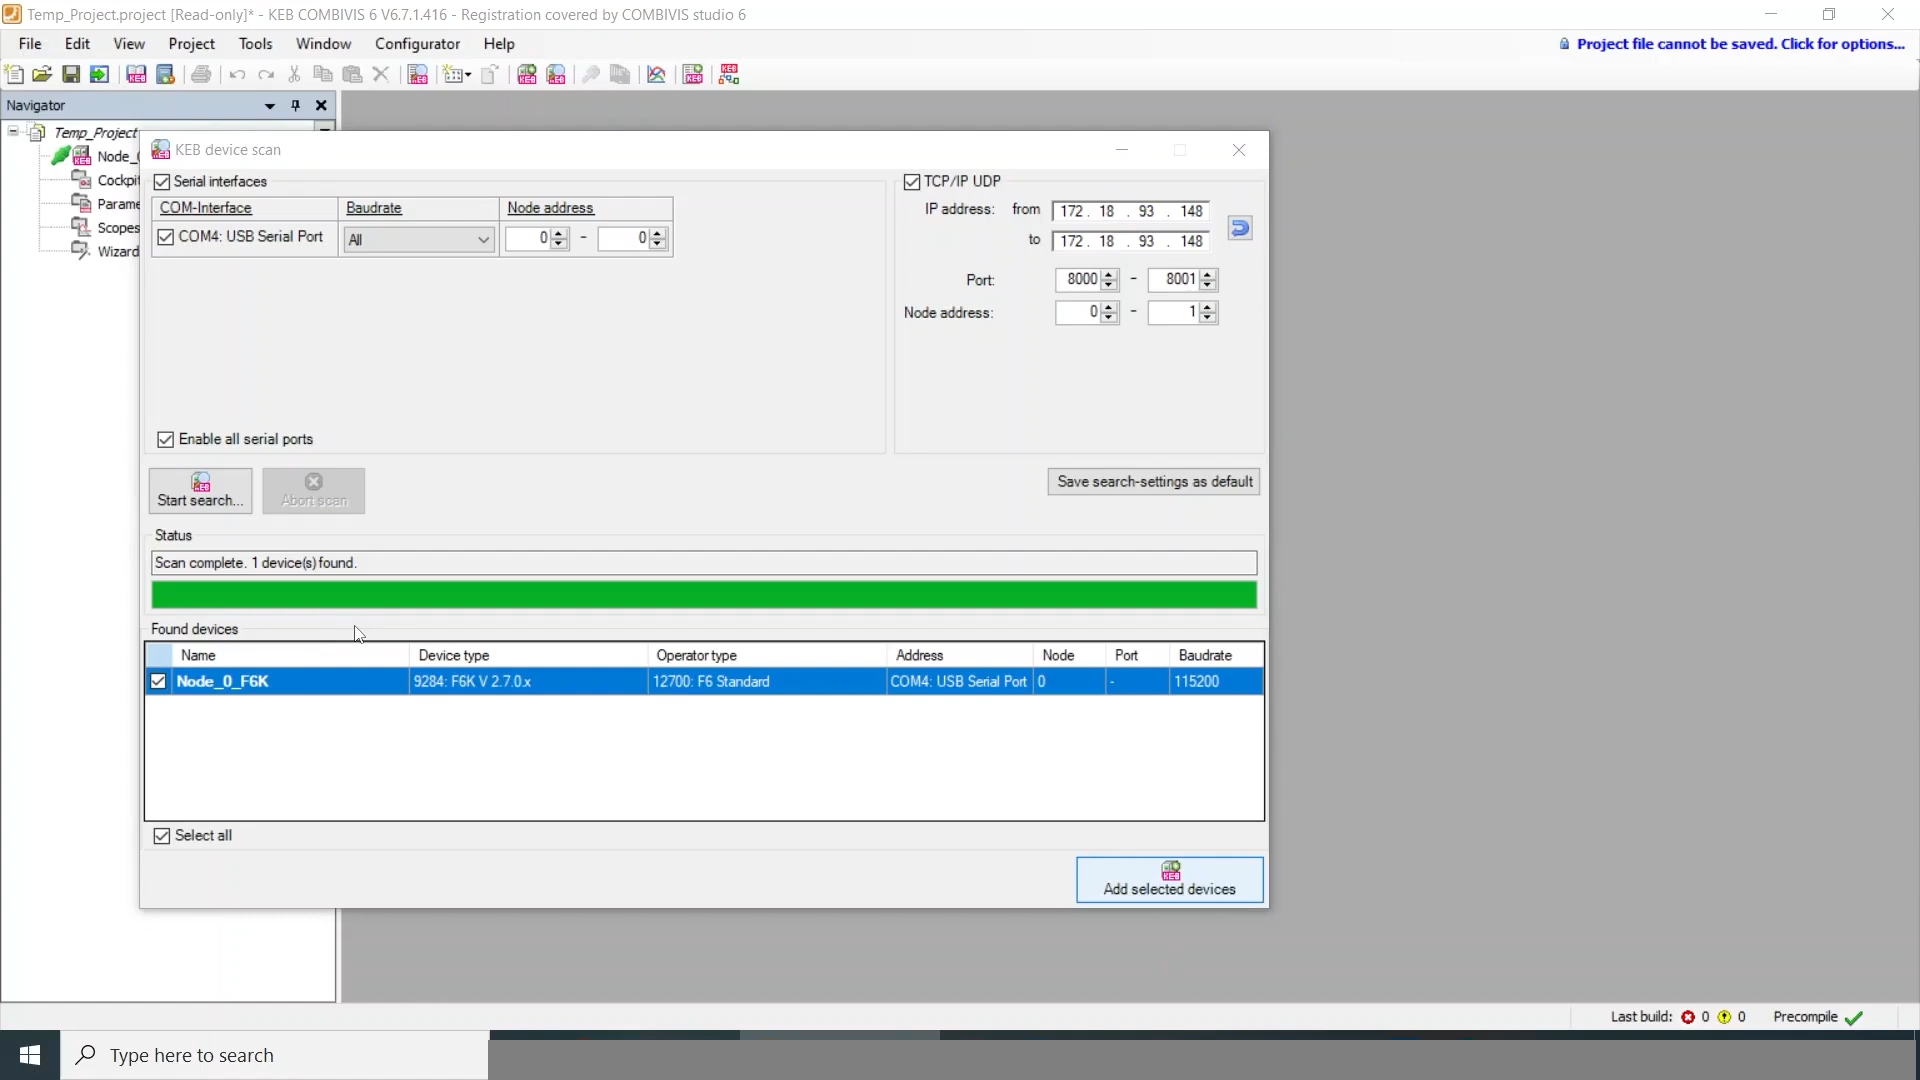 Temp_Project.project [Read-only]* - KEB COMBIVIS 6 V6.7.1.416 - Registration covered by COMBIVIS studio 6
File Edit View Project Tools Window Configurator Help
Project file cannot be saved. Click for options...
Navigator
Temp_Project
Node_
Cockpit
Parame
Scopes
Wizard
KEB device scan
Serial interfaces
COM-Interface Baudrate Node address
COM4: USB Serial Port All 0 - 0
Enable all serial ports
TCP/IP UDP
IP address: from 172 . 18 . 93 . 148
to 172 . 18 . 93 . 148
Port: 8000 - 8001
Node address: 0 - 1
Start search... Abort scan
Save search-settings as default
Status
Scan complete. 1 device(s) found.
Found devices
Name Device type Operator type Address Node Port Baudrate
Node_0_F6K 9284: F6K V 2.7.0.x 12700: F6 Standard COM4: USB Serial Port 0 - 115200
Select all
KEB
Add selected devices
Last build: 0 0 Precompile
Type here to search